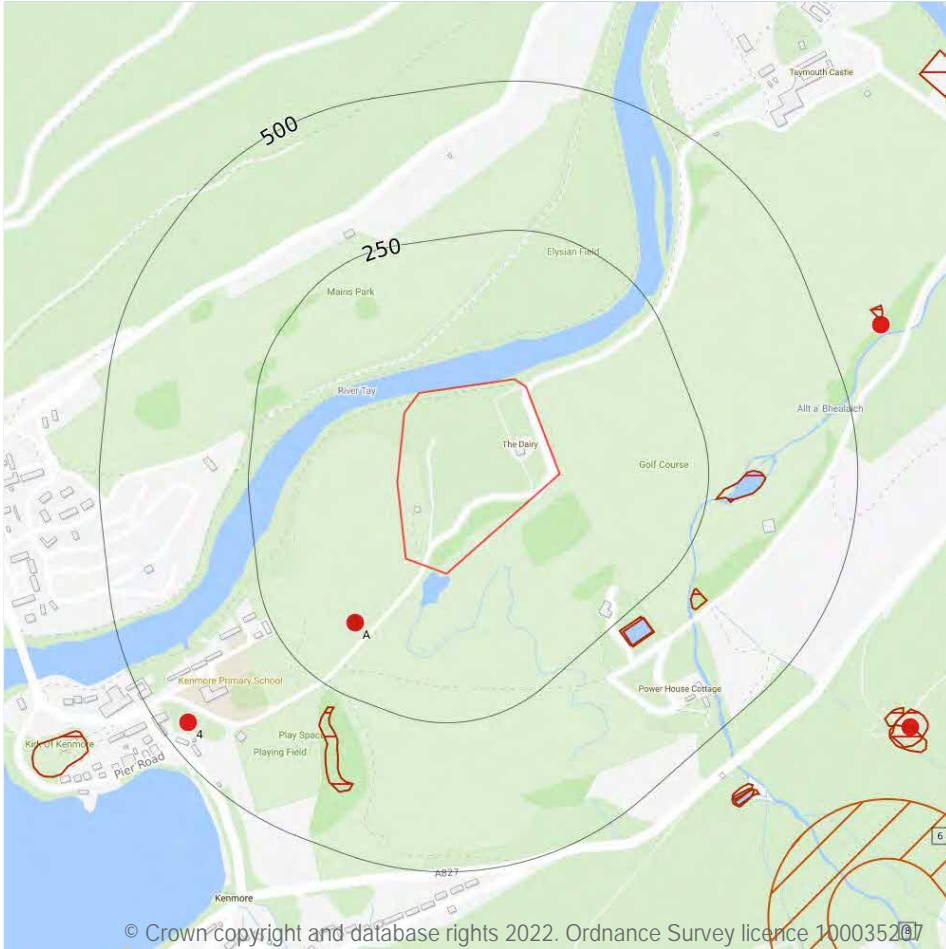 Taymouth Castle
500
250
Elysian Field
Mains Park
River Tay
Allt a' Bhealaich
The Dairy
Golf Course
A
Kenmore Primary School
Power House Cottage
4
Play Space
Kirk Of Kenmore
Playing Field
Pier Road
6
A827
Kenmore
© Crown copyright and database rights 2022. Ordnance Survey licence 100035207